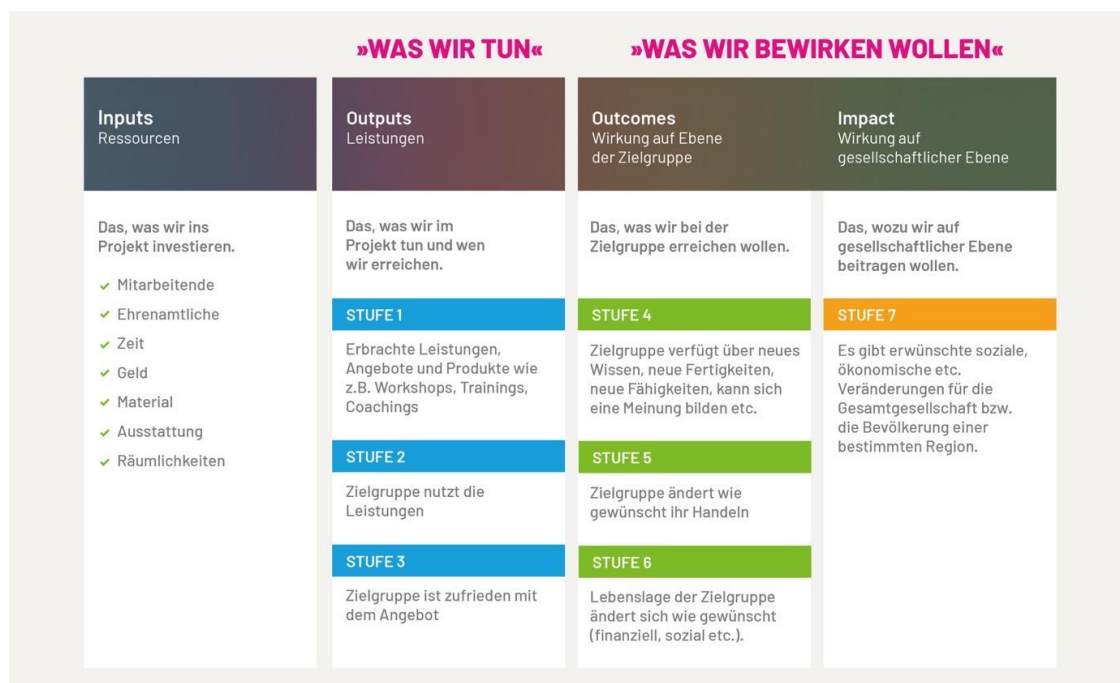 »WAS WIR TUN«
»WAS WIR BEWIRKEN WOLLEN«
Inputs
Ressourcen
Das, was wir ins
Projekt investieren.
Mitarbeitende
Ehrenamtliche
Zeit
Geld
Material
Ausstattung
Räumlichkeiten
Outputs
Leistungen
Das, was wir im
Projekt tun und wen
wir erreichen.
STUFE 1
Erbrachte Leistungen,
Angebote und Produkte wie
z.B. Workshops, Trainings,
Coachings
STUFE 2
Zielgruppe nutzt die
Leistungen
STUFE 3
Zielgruppe ist zufrieden mit
dem Angebot
Outcomes
Wirkung auf Ebene
der Zielgruppe
Das, was wir bei der
Zielgruppe erreichen wollen.
STUFE 4
Zielgruppe verfügt über neues
Wissen, neue Fertigkeiten,
neue Fähigkeiten, kann sich
eine Meinung bilden etc.
STUFE 5
Zielgruppe ändert wie
gewünscht ihr Handeln
STUFE 6
Lebenslage der Zielgruppe
ändert sich wie gewünscht
(finanziell, sozial etc.).
Impact
Wirkung auf
gesellschaftlicher Ebene
Das, wozu wir auf
gesellschaftlicher Ebene
beitragen wollen.
STUFE 7
Es gibt erwünschte soziale,
ökonomische etc.
Veränderungen für die
Gesamtgesellschaft bzw.
die Bevölkerung einer
bestimmten Region.